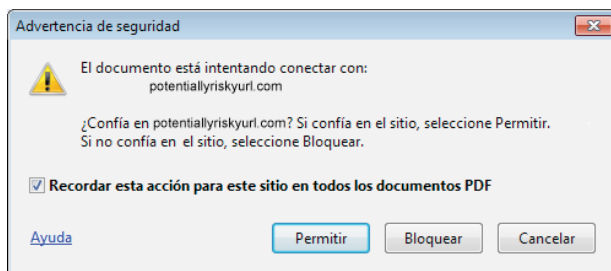 Advertencia de seguridad
El documento está intentando conectar con:
potentiallyriskyurl.com
¿Confía en potentiallyriskyurl.com? Si confía en el sitio, seleccione Permitir.
Si no confía en el sitio, seleccione Bloquear.
Recordar esta acción para este sitio en todos los documentos PDF
Ayuda
Permitir
Bloquear
Cancelar